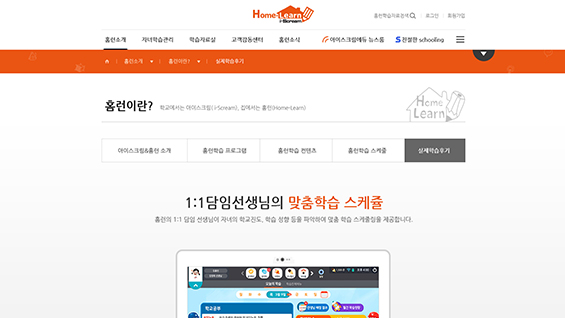 Home-Learn
i-Scream
홈런학습자료검색 로그인 회원가입
홈런소개 자녀학습관리 학습자료실 고객감동센터 홈런소식 아이스크림에듀 뉴스룸 친절한 schooling
홈런소개 홈런이란? 실제학습후기
홈런이란? 학교에서는 아이스크림(i-Scream), 집에서는 홈런(Home-Learn)
Home Learn
아이스크림&홈런 소개 홈런학습 프로그램 홈런학습 컨텐츠 홈런학습 스케줄 실제학습후기
1:1담임선생님의 맞춤학습 스케줄
홈런의 1:1 담임 선생님이 자녀의 학교진도, 학습 성향 등을 파악하여 맞춤 학습 스케줄링을 제공합니다.
오늘의 학습
학교공부